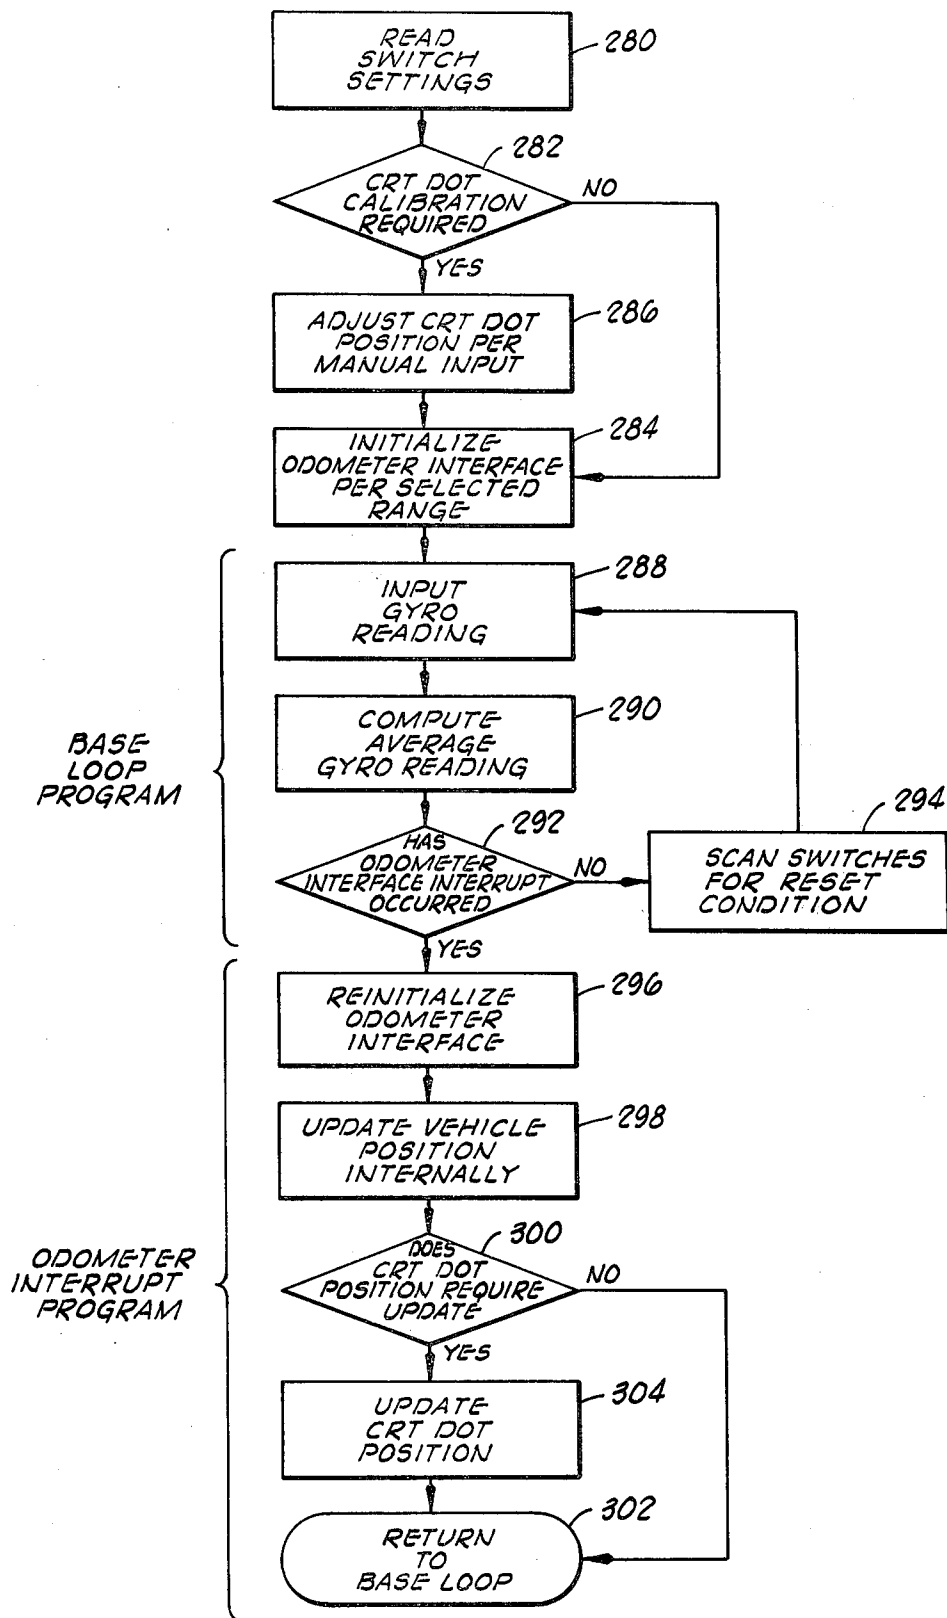 READ
SWITCH
SETTINGS
280
282
CRT DOT
CALIBRATION
REQUIRED
NO
YES
286
ADJUST CRT DOT
POSITION PER
MANUAL INPUT
284
INITIALIZE
ODOMETER INTERFACE
PER SELECTED
RANGE
288
INPUT
GYRO
READING
290
COMPUTE
AVERAGE
GYRO READING
BASE
LOOP
PROGRAM
292
HAS
ODOMETER
INTERFACE INTERRUPT
OCCURRED
NO
294
SCAN SWITCHES
FOR RESET
CONDITION
YES
296
REINITIALIZE
ODOMETER
INTERFACE
298
UPDATE VEHICLE
POSITION
INTERNALLY
300
DOES
CRT DOT
POSITION REQUIRE
UPDATE
NO
ODOMETER
INTERRUPT
PROGRAM
YES
304
UPDATE
CRT DOT
POSITION
302
RETURN
TO
BASE LOOP